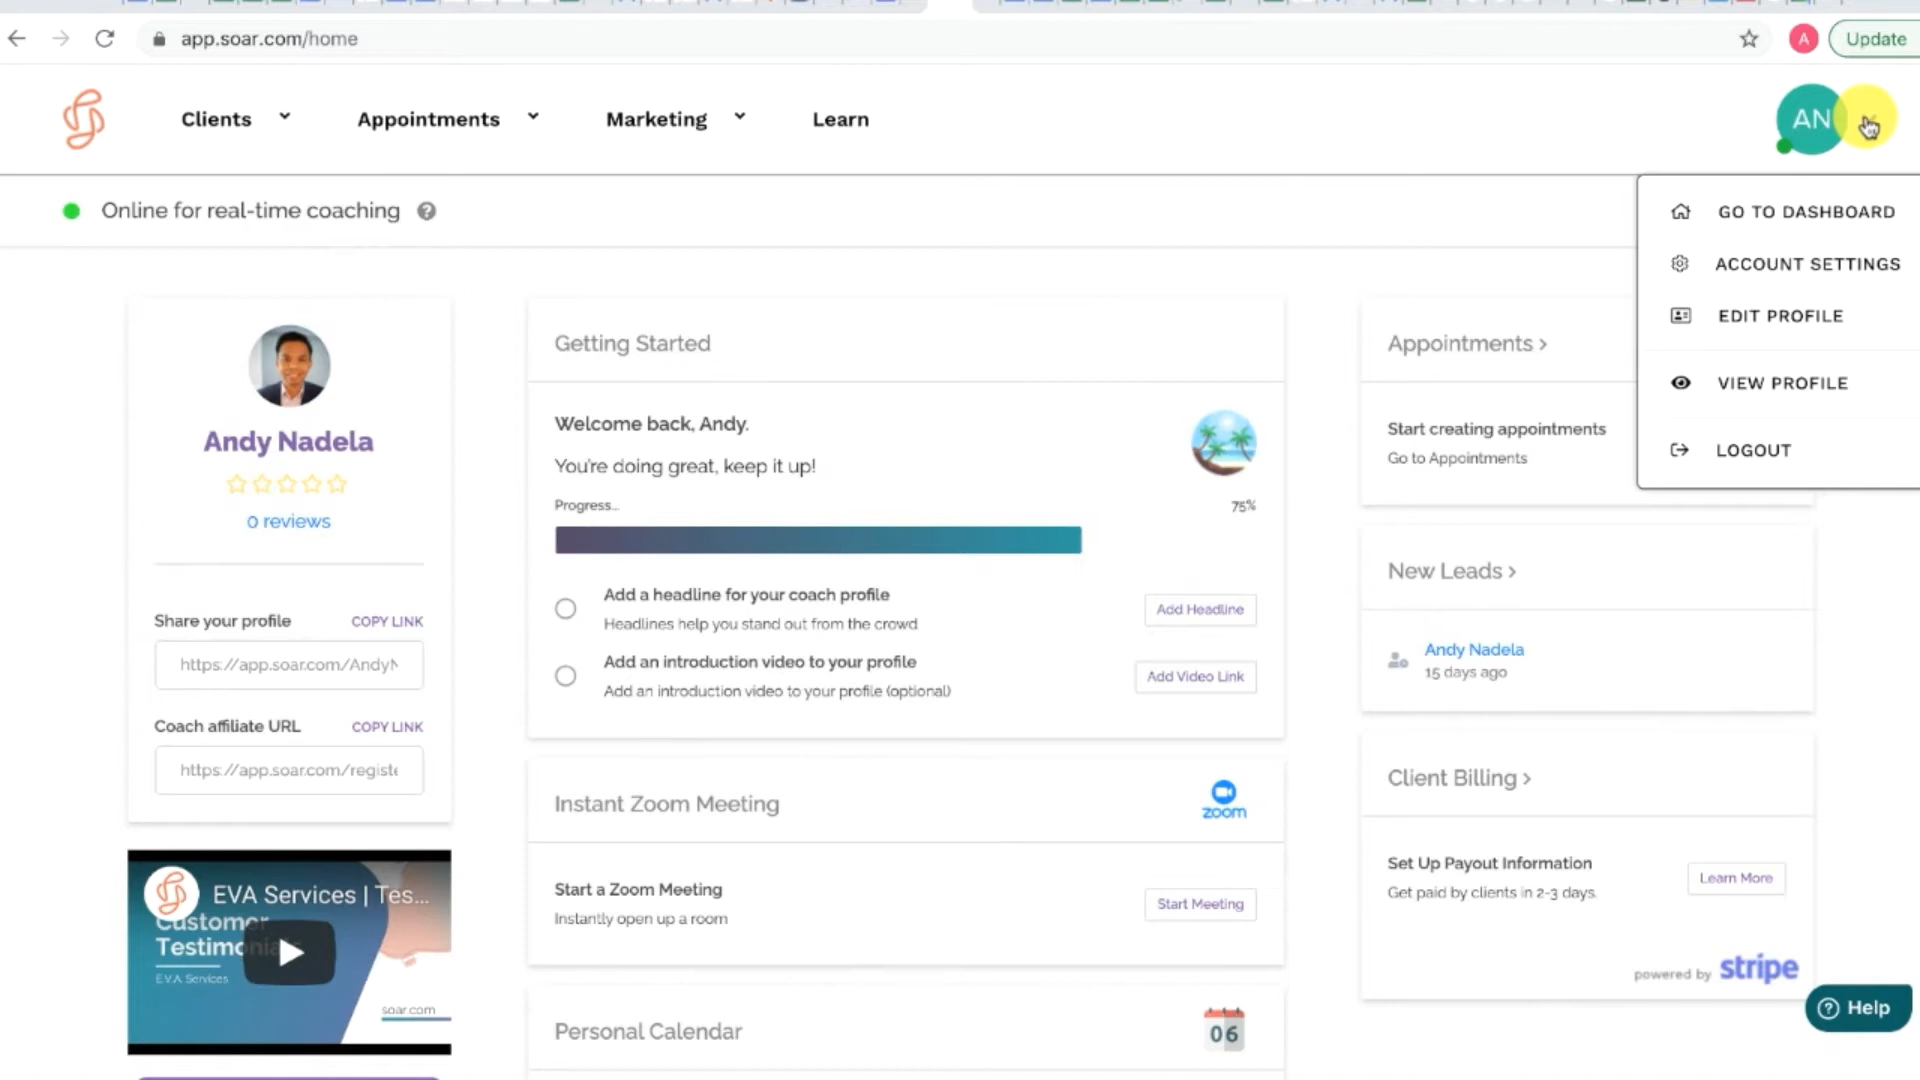 app.soar.com/home
A
Update
Clients
Appointments
Marketing
Learn
AN
Online for real-time coaching
GO TO DASHBOARD
ACCOUNT SETTINGS
EDIT PROFILE
VIEW PROFILE
LOGOUT
Andy Nadela
0 reviews
Share your profile
COPY LINK
https://app.soar.com/AndyN
Coach affiliate URL
COPY LINK
https://app.soar.com/registe
EVA Services | Tes...
Customer
Testimonials
EVA Services
soar.com
Getting Started
Welcome back, Andy.
You're doing great, keep it up!
Progress...
75%
Add a headline for your coach profile
Headlines help you stand out from the crowd
Add Headline
Add an introduction video to your profile
Add an introduction video to your profile (optional)
Add Video Link
Instant Zoom Meeting
zoom
Start a Zoom Meeting
Instantly open up a room
Start Meeting
Personal Calendar
06
Appointments >
Start creating appointments
Go to Appointments
New Leads >
Andy Nadela
15 days ago
Client Billing >
Set Up Payout Information
Get paid by clients in 2-3 days.
Learn More
powered by stripe
? Help